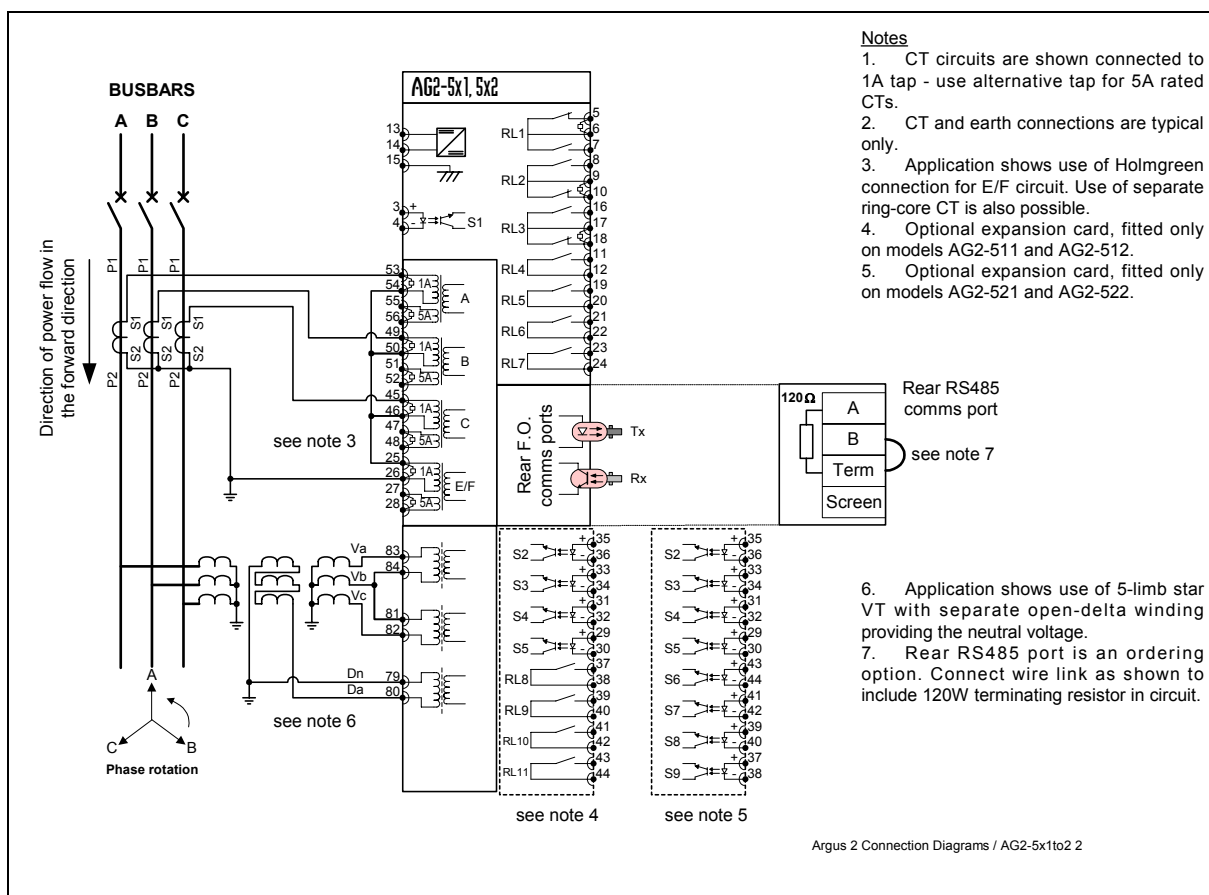 Notes
1. CT circuits are shown connected to
1A tap - use alternative tap for 5A rated
CTs.
2. CT and earth connections are typical
only.
3. Application shows use of Holmgreen
connection for E/F circuit. Use of separate
ring-core CT is also possible.
4. Optional expansion card, fitted only
on models AG2-511 and AG2-512.
5. Optional expansion card, fitted only
on models AG2-521 and AG2-522.
BUSBARS
A B C
Direction of power flow in
the forward direction
P1 P1 P1
S1 S1 S1
S2 S2 S2
P2 P2 P2
AG2-5x1, 5x2
13
14
15
3 +
4 - S1
53
54 1A
55 A
56 5A
49
50 1A
51 B
52 5A
45
46 1A
47 C
48 5A
25
26 1A
27 E/F
28 5A
see note 3
RL1 5
6
7
RL2 8
9
10
RL3 16
17
18
RL4 11
12
RL5 19
20
RL6 21
22
RL7 23
24
Rear F.O.
comms ports
Tx
Rx
120Ω
A
B
Term
Screen
Rear RS485
comms port
see note 7
Va 83
84
Vb
Vc 81
82
Dn 79
Da 80
see note 6
A
C B
Phase rotation
S2 + 35
- 36
S3 + 33
- 34
S4 + 31
- 32
S5 + 29
- 30
RL8 37
38
RL9 39
40
RL10 41
42
RL11 43
44
see note 4
S2 + 35
- 36
S3 + 33
- 34
S4 + 31
- 32
S5 + 29
- 30
S6 + 43
- 44
S7 + 41
- 42
S8 + 39
- 40
S9 + 37
- 38
see note 5
6. Application shows use of 5-limb star
VT with separate open-delta winding
providing the neutral voltage.
7. Rear RS485 port is an ordering
option. Connect wire link as shown to
include 120W terminating resistor in circuit.
Argus 2 Connection Diagrams / AG2-5x1to2 2